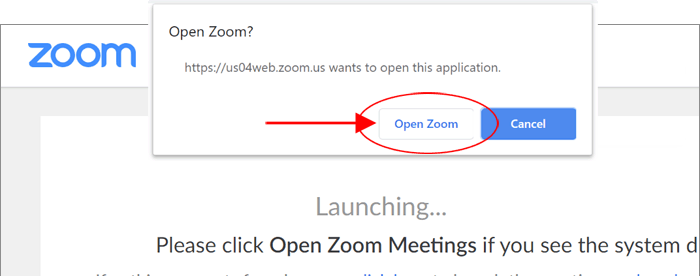 Open Zoom?
zoom
https://us04web.zoom.us wants to open this application.
Open Zoom
Cancel
Launching...
Please click Open Zoom Meetings if you see the system d